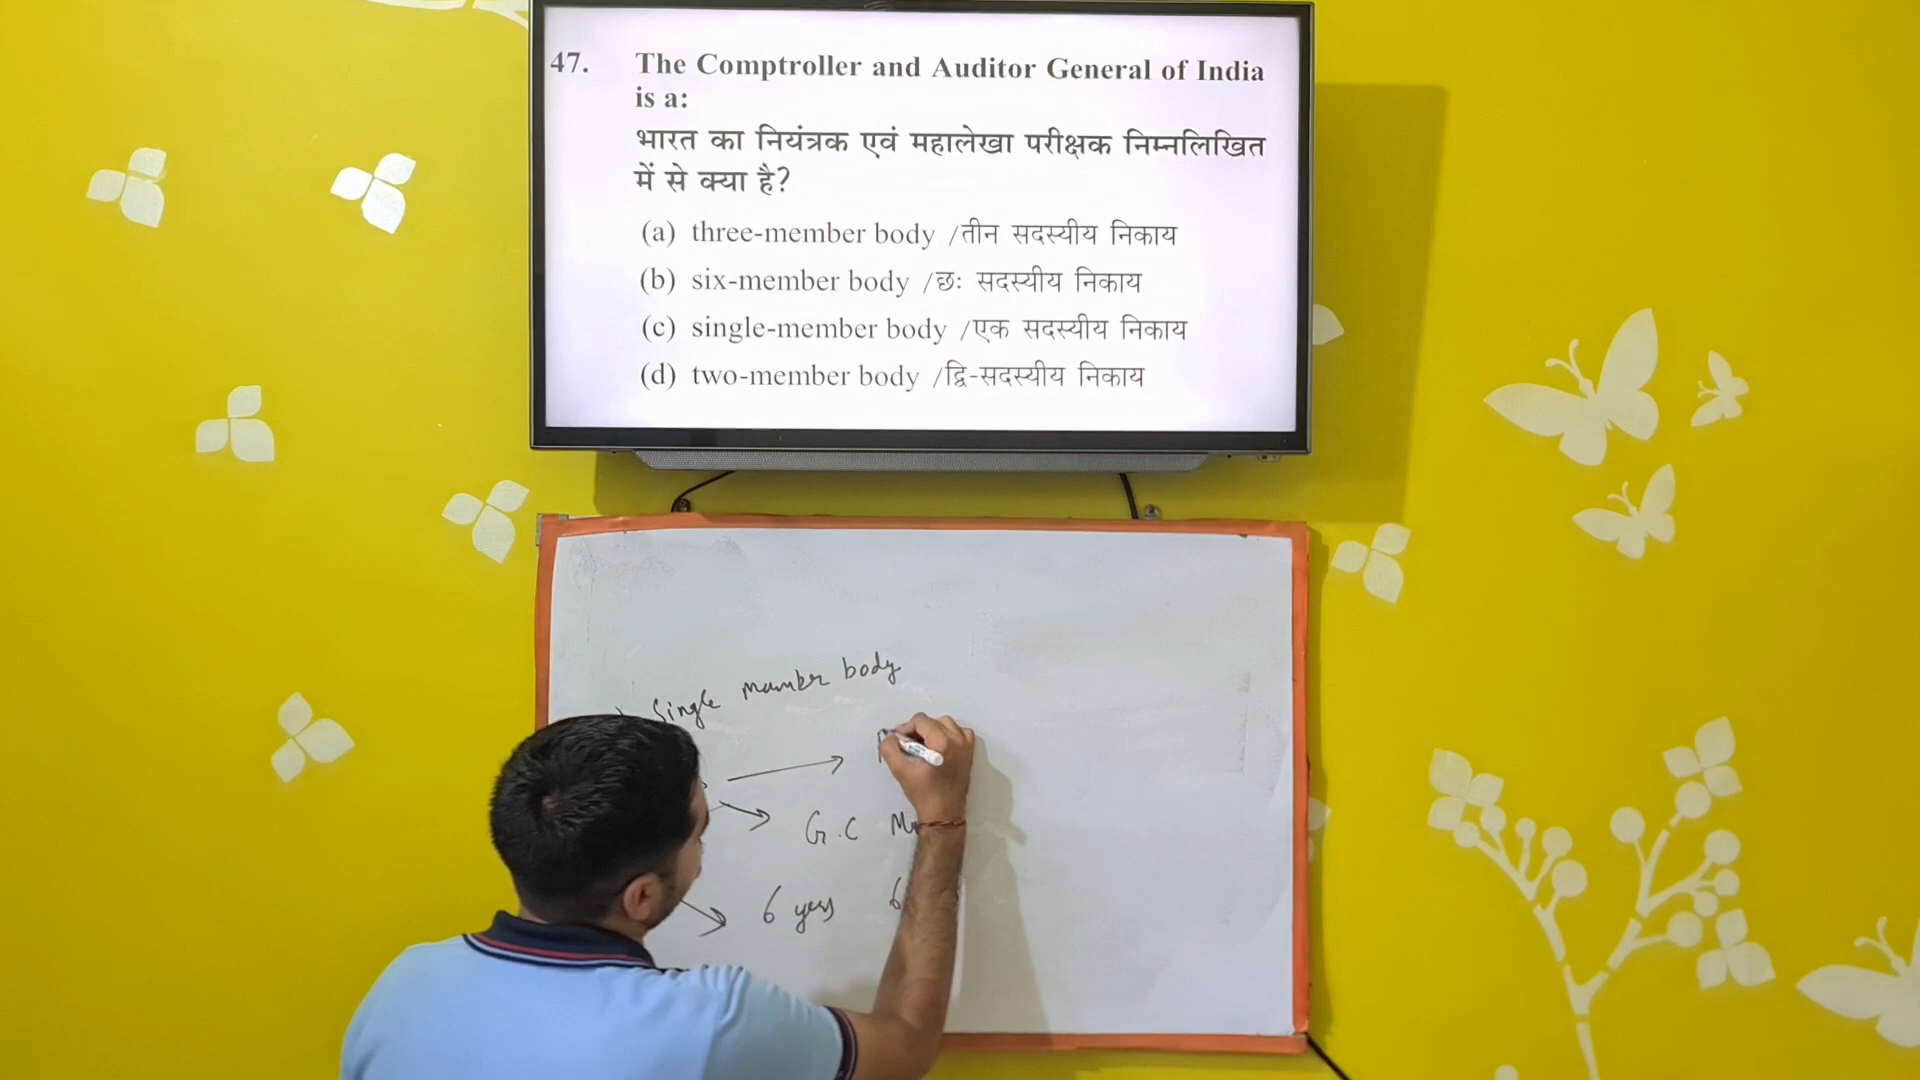 47. The Comptroller and Auditor General of India
is a:
भारत का नियंत्रक एवं महालेखा परीक्षक निम्नलिखित
में से क्या है?
(a) three-member body /तीन सदस्यीय निकाय
(b) six-member body /छः सदस्यीय निकाय
(c) single-member body /एक सदस्यीय निकाय
(d) two-member body /द्वि-सदस्यीय निकाय
Single member body
G.C
6 6